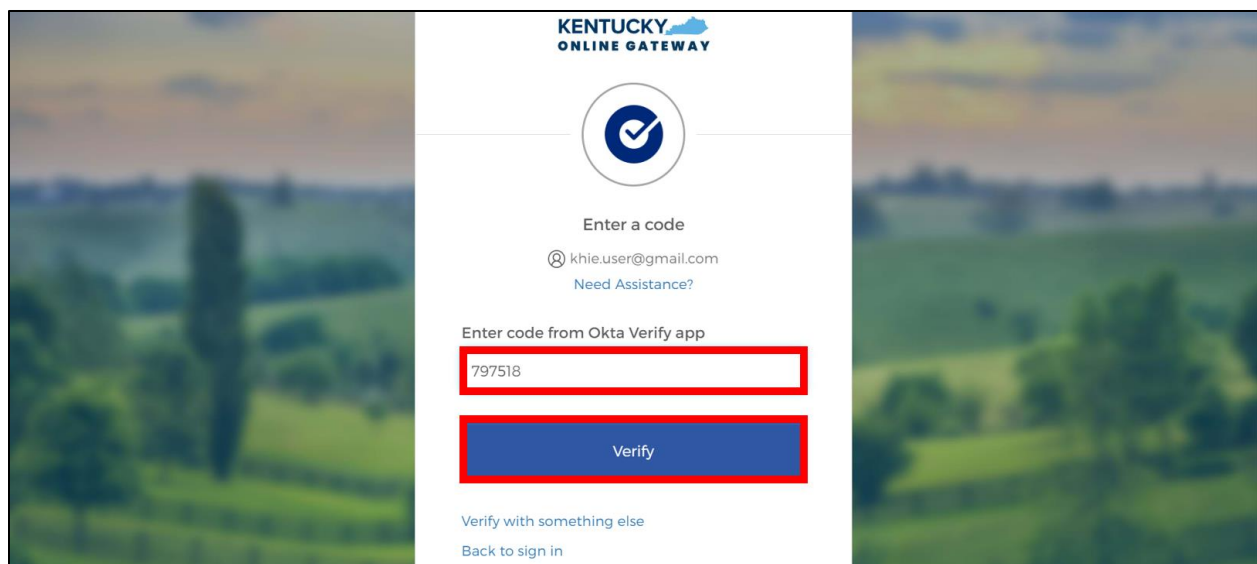 KENTUCKY
ONLINE GATEWAY
Enter a code
khie.user@gmail.com
Need Assistance?
Enter code from Okta Verify app
797518
Verify
Verify with something else
Back to sign in